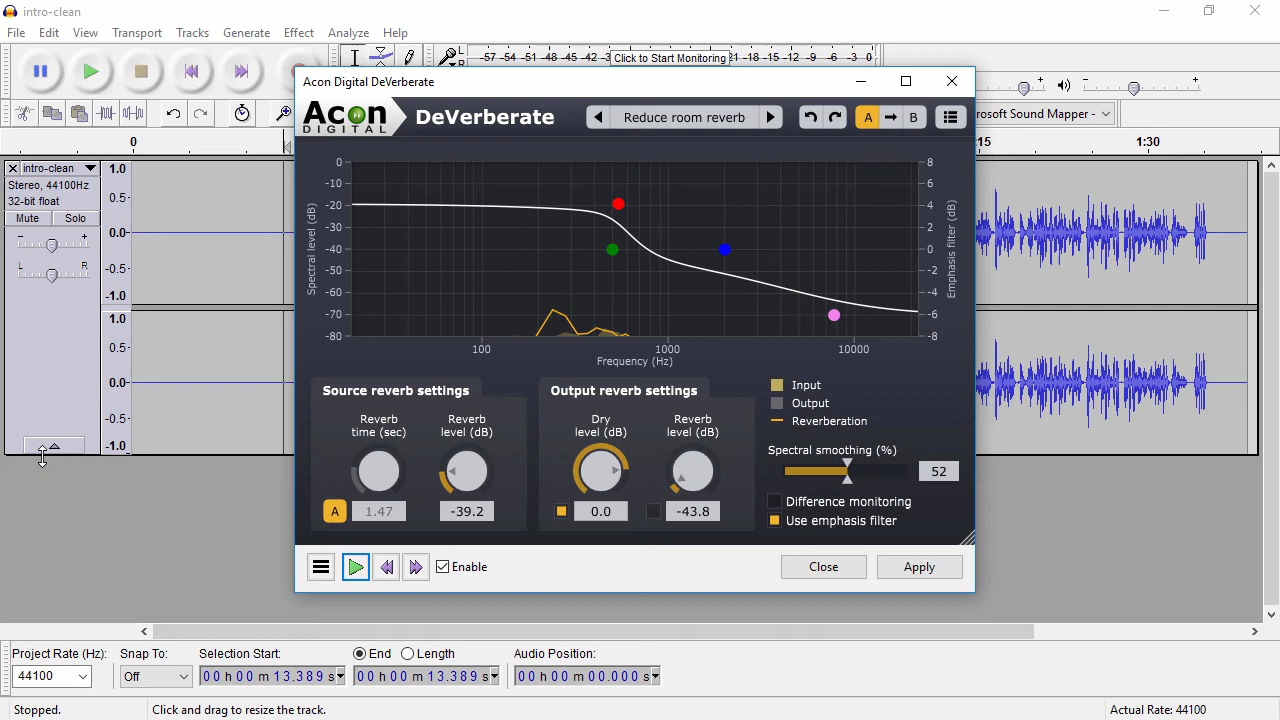 intro-clean
File Edit View Transport Tracks Generate Effect Analyze Help
L
R
-57 -54 -51 -48 -45 -42 -3 Click to Start Monitoring -12 -9 -6 -3 0
- +
- +
rosoft Sound Mapper -
0
:15 1:30
intro-clean
Stereo, 44100Hz
32-bit float
Mute Solo
- +
L R
1.0
0.5
0.0-
-0.5
-1.0
1.0
0.5
0.0-
-0.5
-1.0
Acon Digital DeVerberate
Acon
DIGITAL
DeVerberate
Reduce room reverb
A B
Spectral level (dB)
0
-10
-20
-30
-40
-50
-60
-70
-80
8
6
4
2
0
-2
-4
-6
-8
Emphasis filter (dB)
100 1000 10000
Frequency (Hz)
Source reverb settings
Reverb time (sec)
Reverb level (dB)
A 1.47 -39.2
Output reverb settings
Dry level (dB)
Reverb level (dB)
0.0 -43.8
Input
Output
Reverberation
Spectral smoothing (%)
52
Difference monitoring
Use emphasis filter
Enable
Close Apply
Project Rate (Hz): Snap To: Selection Start: End Length Audio Position:
44100 Off 00 h 00 m 13.389 s 00 h 00 m 13.389 s 00 h 00 m 00.000 s
Stopped. Click and drag to resize the track. Actual Rate: 44100